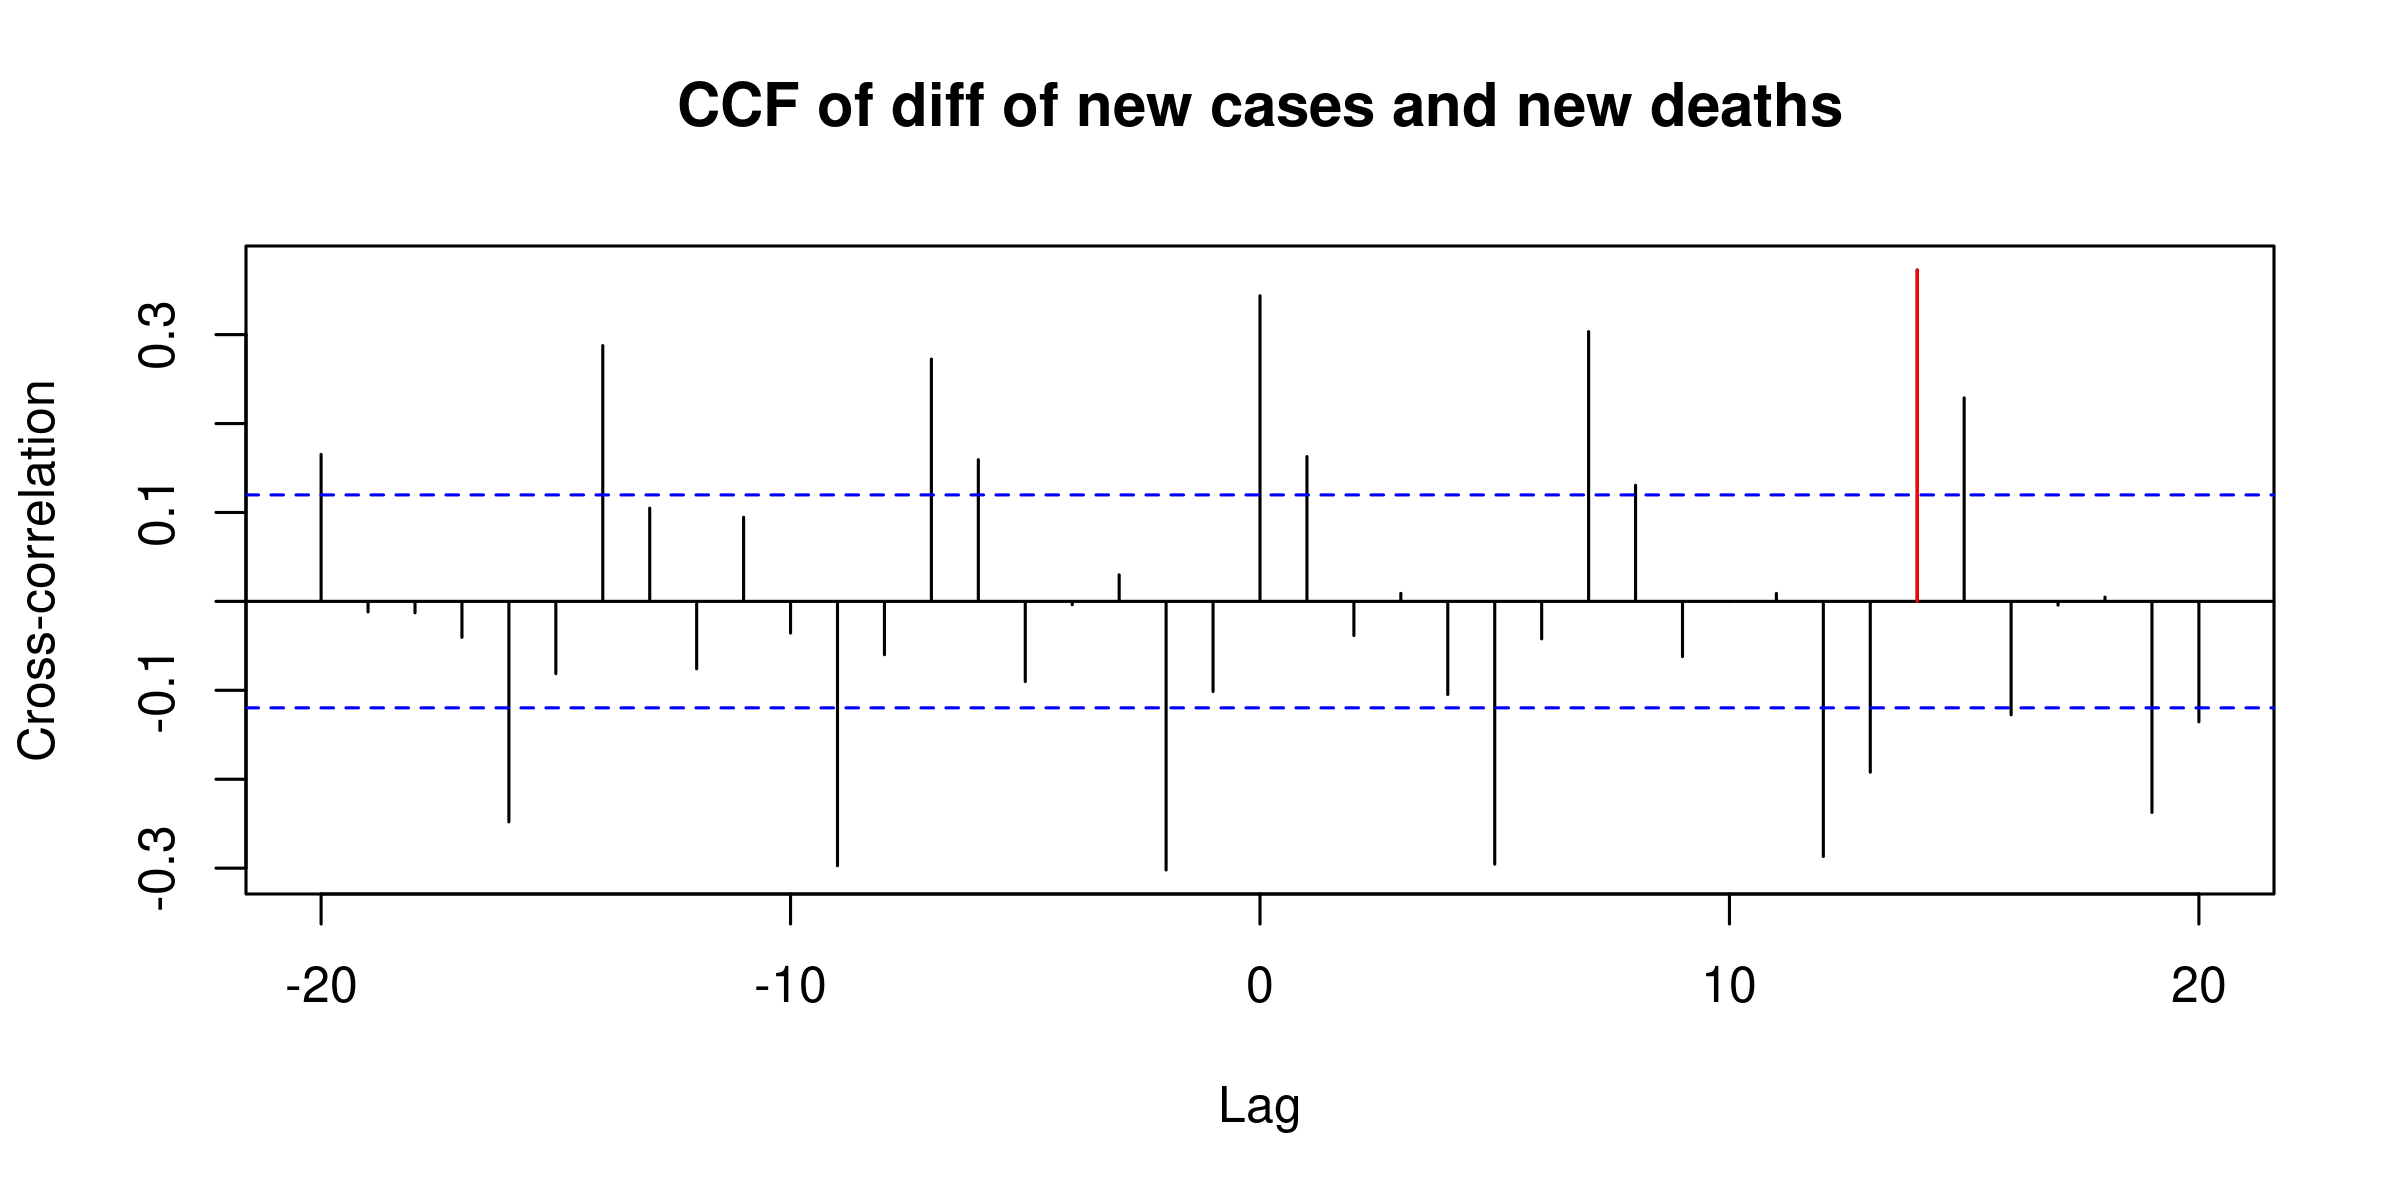 CCF of diff of new cases and new deaths
Cross-correlation
0.3
0.1
-0.1
-0.3
-20 -10 0 10 20
Lag